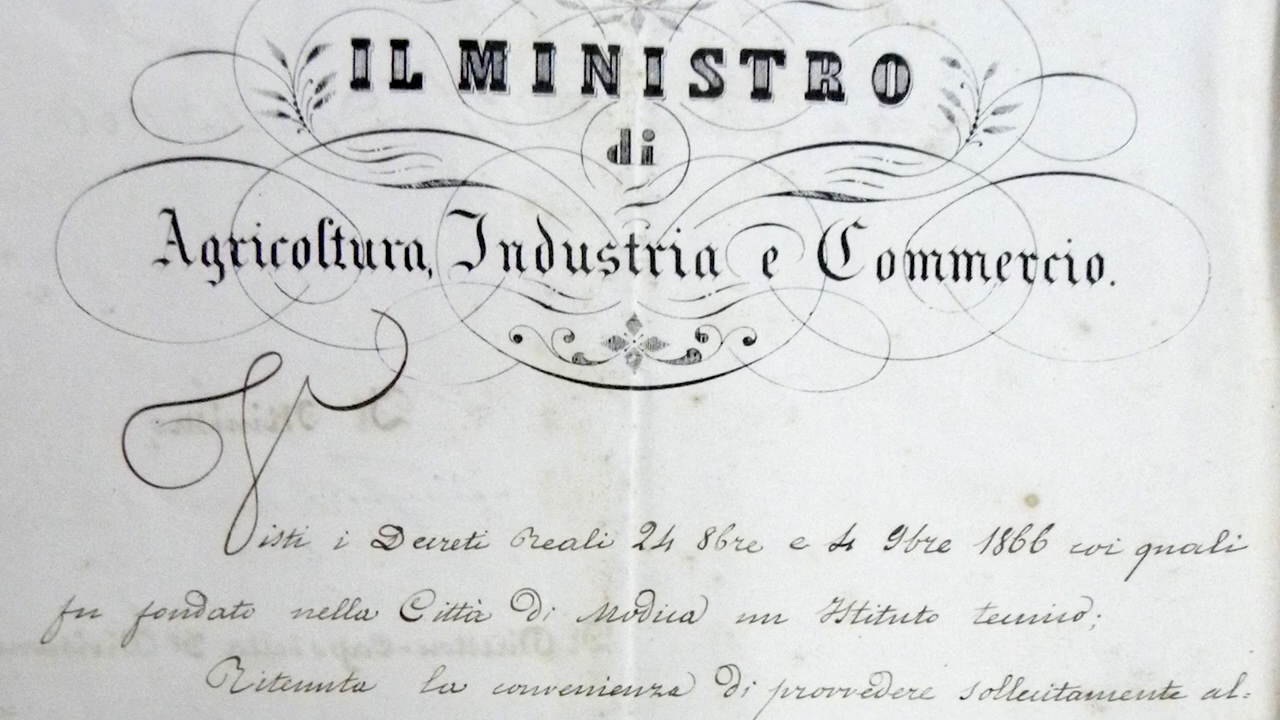 IL MINISTRO
di
Agricoltura, Industria e Commercio.
Visti i Decreti Reali 24 8bre e 4 9bre 1866 coi quali
fu fondato nella Città di Modica un Istituto tecnico;
Ritenuta la convenienza di provvedere sollecitamente al=